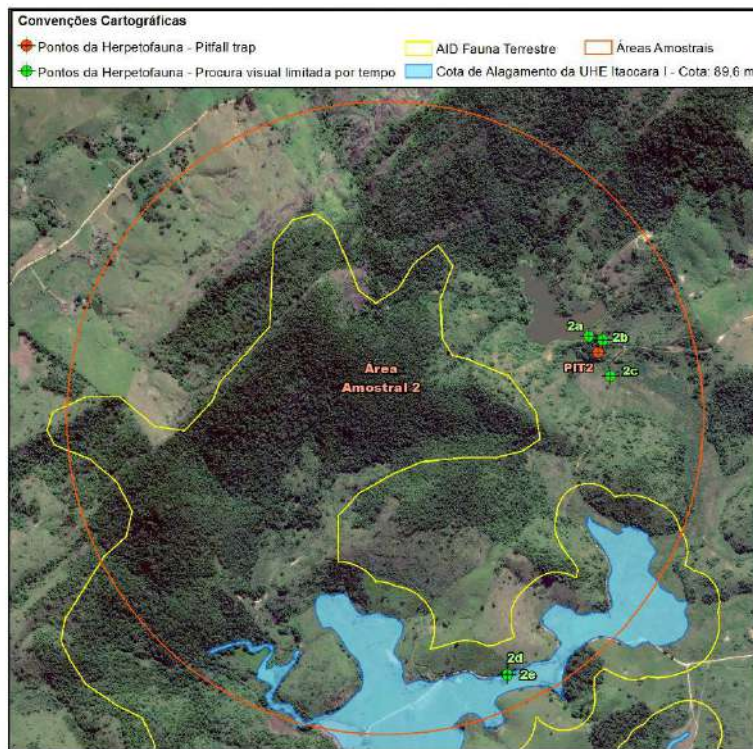 Convenções Cartográficas
Pontos da Herpetofauna - Pitfall trap
AID Fauna Terrestre
Áreas Amostrais
Pontos da Herpetofauna - Procura visual limitada por tempo
Cota de Alagamento da UHE Itaocara I - Cota: 89,6 m
2a
2b
PIT2
2c
Área
Amostral 2
2d
2e